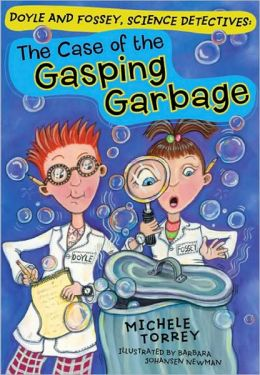 DOYLE AND FOSSEY, SCIENCE DETECTIVES:
The Case of the
Gasping
Garbage
DOYLE
FOSSEY
MICHELE
TORREY
ILLUSTRATED BY BARBARA
JOHANSEN NEWMAN